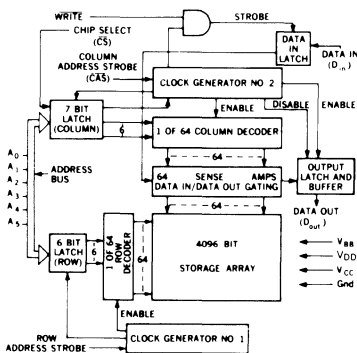 WRITE
STROBE
CHIP SELECT
(CS)
DATA
IN
LATCH
DATA IN
(Din)
COLUMN
ADDRESS STROBE
(CAS)
CLOCK GENERATOR NO 2
ENABLE
DISABLE
ENABLE
7 BIT
LATCH
(COLUMN)
6
1 OF 64 COLUMN DECODER
64
A0
A1
A2
A3
A4
A5
ADDRESS
BUS
64 SENSE AMPS
DATA IN/DATA OUT GATING
OUTPUT
LATCH AND
BUFFER
64
DATA OUT
(Dout)
6 BIT
LATCH
(ROW)
6
1 OF 64
ROW
DECODER
64
4096 BIT
STORAGE ARRAY
VBB
VDD
VCC
Gnd
ENABLE
CLOCK GENERATOR NO 1
ROW
ADDRESS STROBE